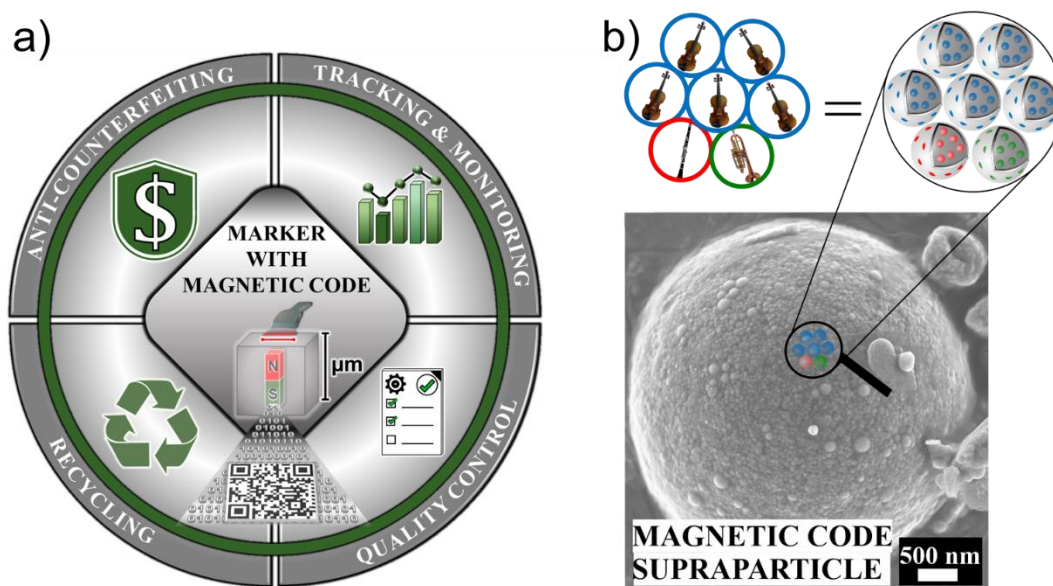 a)
ANTI-COUNTERFEITING
TRACKING & MONITORING
$
MARKER
WITH
MAGNETIC CODE
µm
N
S
RECYCLING
QUALITY CONTROL
b)
=
MAGNETIC CODE
SUPRAPARTICLE
500 nm